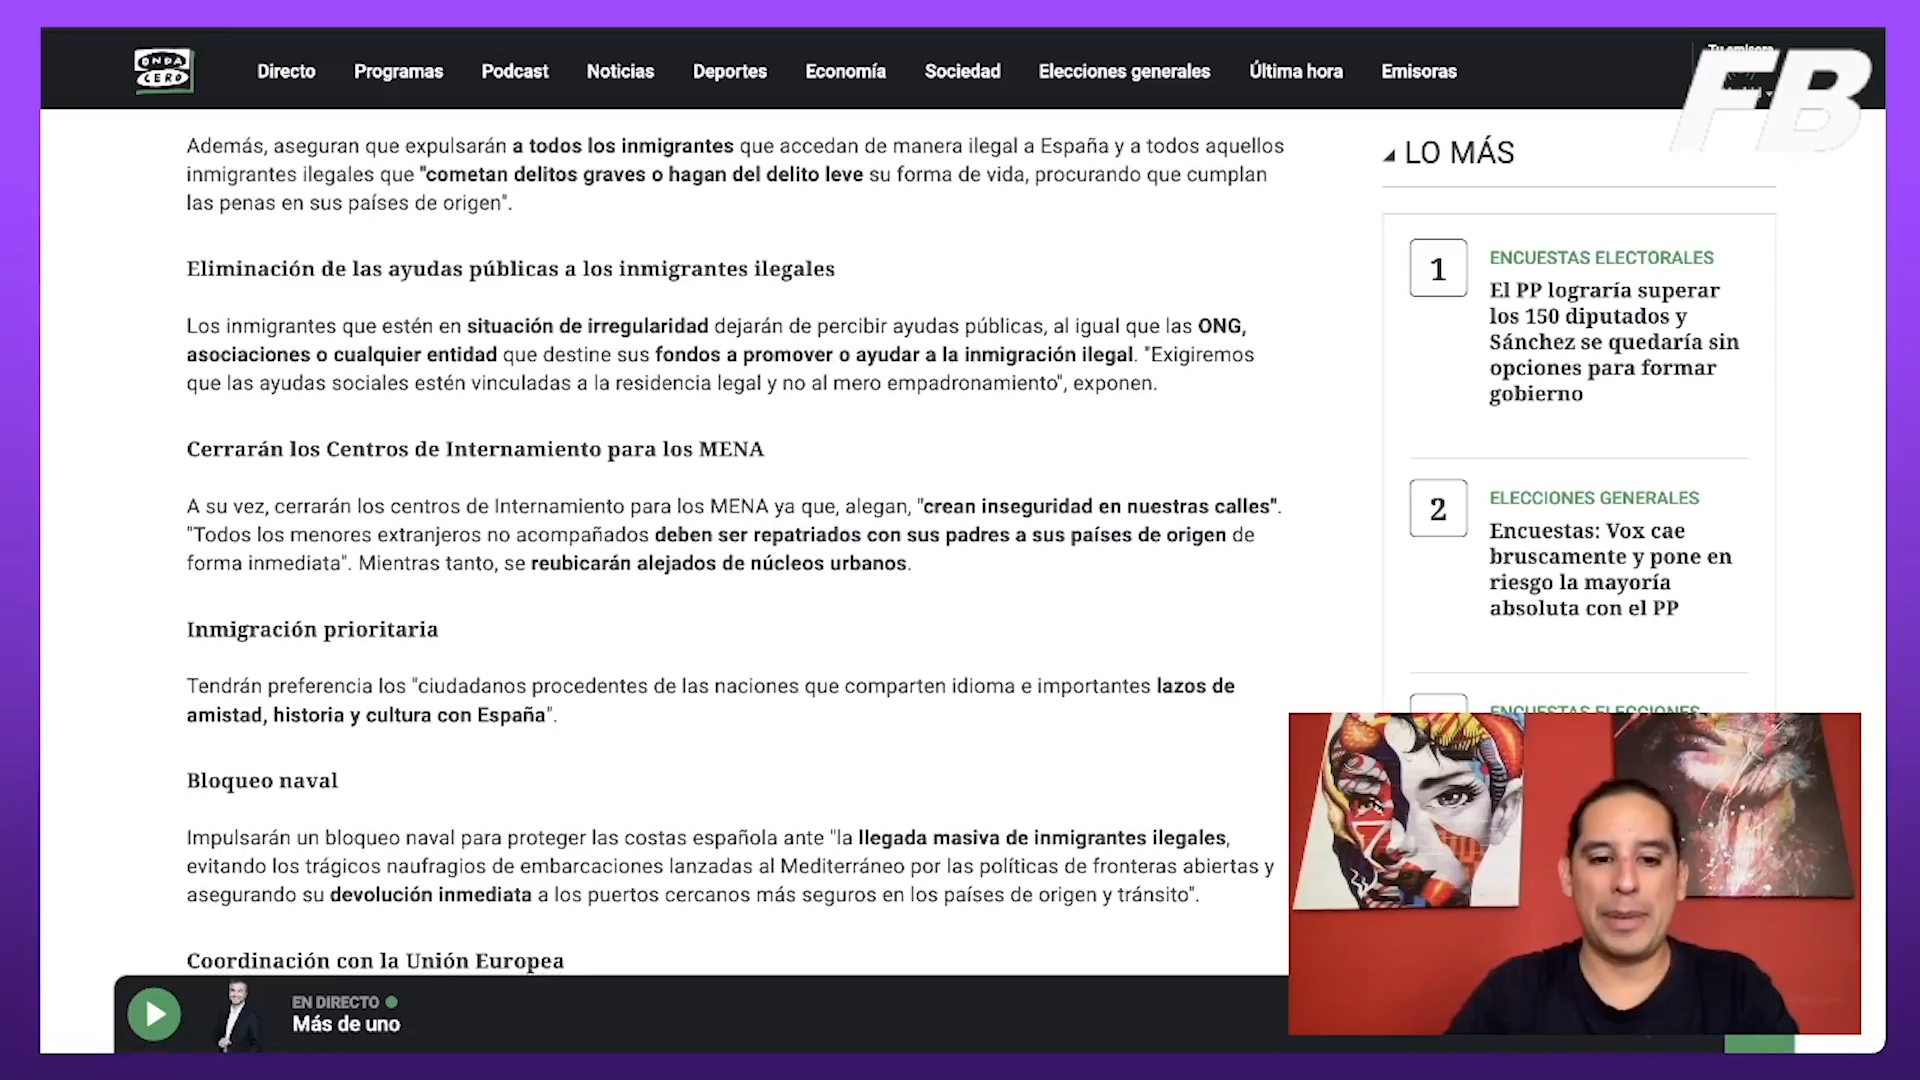 ONDA
CERO
Directo
Programas
Podcast
Noticias
Deportes
Economía
Sociedad
Elecciones generales
Última hora
Emisoras
Tu emisora
FB
Además, aseguran que expulsarán a todos los inmigrantes que accedan de manera ilegal a España y a todos aquellos
inmigrantes ilegales que "cometan delitos graves o hagan del delito leve su forma de vida, procurando que cumplan
las penas en sus países de origen".
Eliminación de las ayudas públicas a los inmigrantes ilegales
Los inmigrantes que estén en situación de irregularidad dejarán de percibir ayudas públicas, al igual que las ONG,
asociaciones o cualquier entidad que destine sus fondos a promover o ayudar a la inmigración ilegal. "Exigiremos
que las ayudas sociales estén vinculadas a la residencia legal y no al mero empadronamiento", exponen.
Cerrarán los Centros de Internamiento para los MENA
A su vez, cerrarán los centros de Internamiento para los MENA ya que, alegan, "crean inseguridad en nuestras calles".
"Todos los menores extranjeros no acompañados deben ser repatriados con sus padres a sus países de origen de
forma inmediata". Mientras tanto, se reubicarán alejados de núcleos urbanos.
Inmigración prioritaria
Tendrán preferencia los "ciudadanos procedentes de las naciones que comparten idioma e importantes lazos de
amistad, historia y cultura con España".
Bloqueo naval
Impulsarán un bloqueo naval para proteger las costas española ante "la llegada masiva de inmigrantes ilegales,
evitando los trágicos naufragios de embarcaciones lanzadas al Mediterráneo por las políticas de fronteras abiertas y
asegurando su devolución inmediata a los puertos cercanos más seguros en los países de origen y tránsito".
Coordinación con la Unión Europea
LO MÁS
1
ENCUESTAS ELECTORALES
El PP lograría superar
los 150 diputados y
Sánchez se quedaría sin
opciones para formar
gobierno
2
ELECCIONES GENERALES
Encuestas: Vox cae
bruscamente y pone en
riesgo la mayoría
absoluta con el PP
ENCUESTAS ELECCIONES
EN DIRECTO
Más de uno